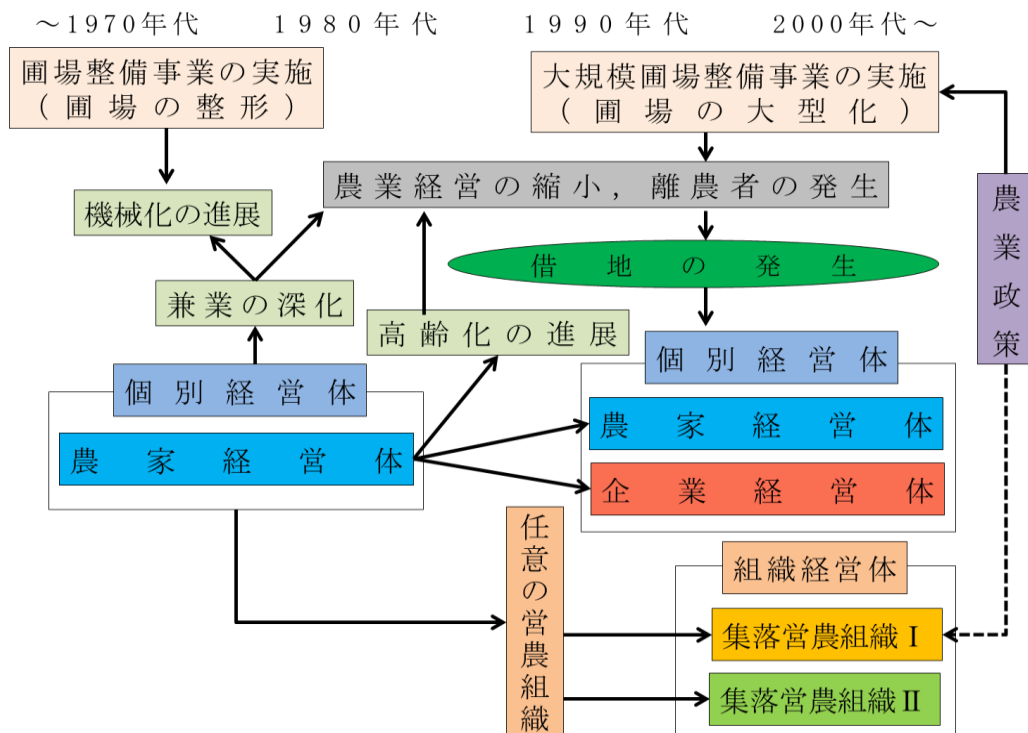 ～1970年代
1980年代
1990年代
2000年代～
圃場整備事業の実施
(圃場の整形)
大規模圃場整備事業の実施
(圃場の大型化)
農業経営の縮小，離農者の発生
機械化の進展
農業政策
借地の発生
兼業の深化
高齢化の進展
個別経営体
個別経営体
農家経営体
農家経営体
企業経営体
任意の営農組織
組織経営体
集落営農組織Ⅰ
集落営農組織Ⅱ